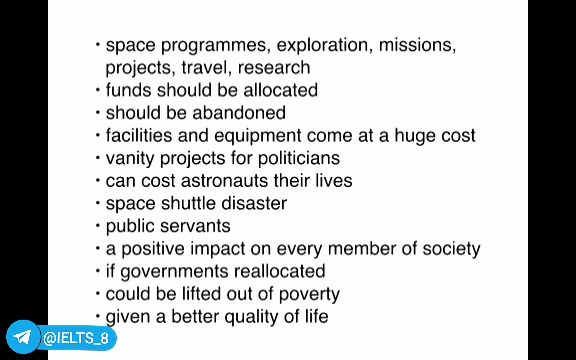 • space programmes, exploration, missions,
projects, travel, research
• funds should be allocated
• should be abandoned
• facilities and equipment come at a huge cost
• vanity projects for politicians
• can cost astronauts their lives
• space shuttle disaster
• public servants
• a positive impact on every member of society
• if governments reallocated
• could be lifted out of poverty
• given a better quality of life
@IELTS_8